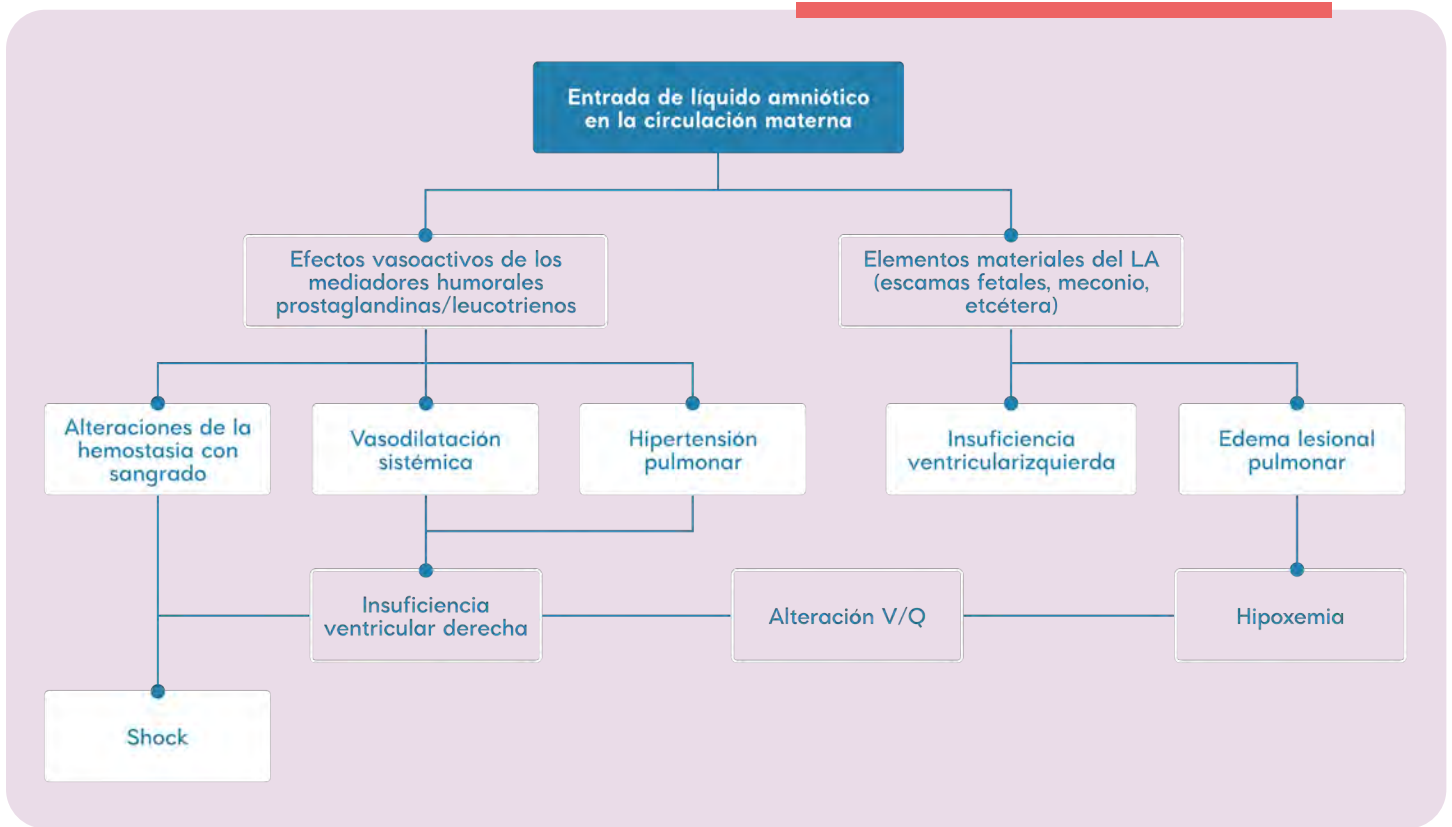 Entrada de líquido amniótico
en la circulación materna
Efectos vasoactivos de los
mediadores humorales
prostaglandinas/leucotrienos
Elementos materiales del LA
(escamas fetales, meconio,
etcétera)
Alteraciones de la
hemostasia con
sangrado
Vasodilatación
sistémica
Hipertensión
pulmonar
Insuficiencia
ventricularizquierda
Edema lesional
pulmonar
Insuficiencia
ventricular derecha
Alteración V/Q
Hipoxemia
Shock